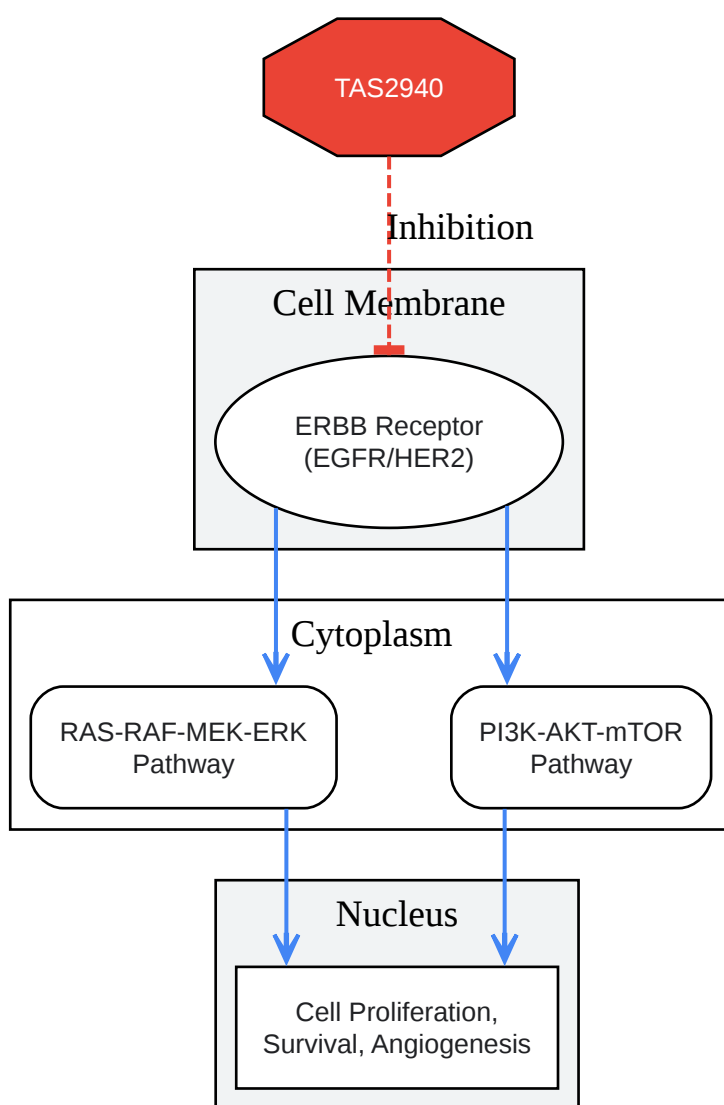 TAS2940
Inhibition
Cell Membrane
ERBB Receptor
(EGFR/HER2)
Cytoplasm
RAS-RAF-MEK-ERK
Pathway
PI3K-AKT-mTOR
Pathway
Nucleus
Cell Proliferation,
Survival, Angiogenesis